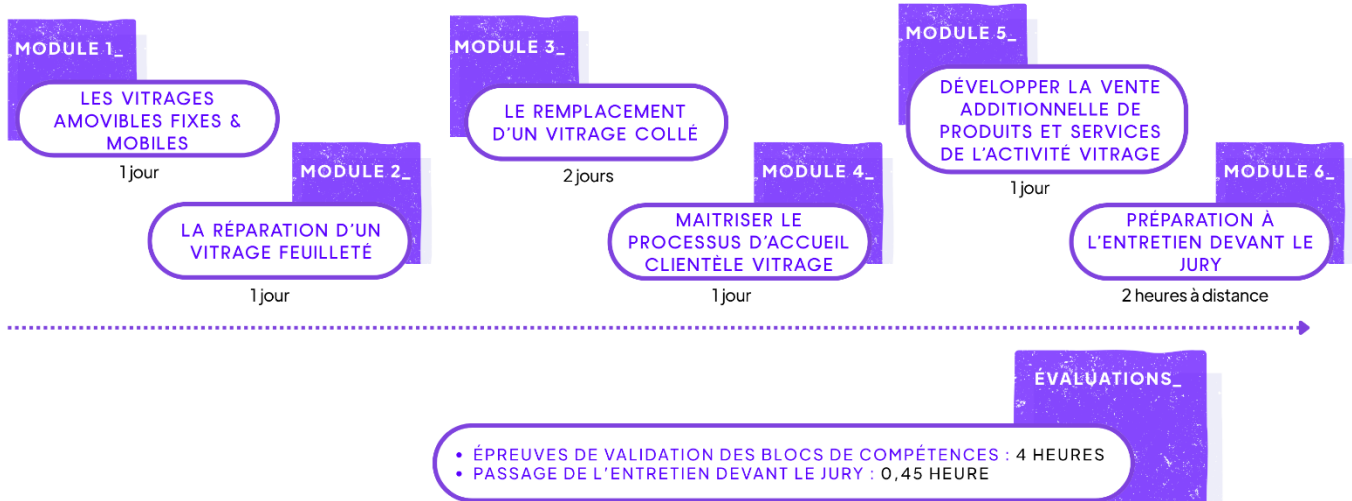 MODULE 1_
LES VITRAGES
AMOVIBLES FIXES &
MOBILES
1 jour
MODULE 2_
LA RÉPARATION D'UN
VITRAGE FEUILLETÉ
1 jour
MODULE 3_
LE REMPLACEMENT
D'UN VITRAGE COLLÉ
2 jours
MODULE 4_
MAITRISER LE
PROCESSUS D'ACCUEIL
CLIENTÈLE VITRAGE
1 jour
MODULE 5_
DÉVELOPPER LA VENTE
ADDITIONNELLE DE
PRODUITS ET SERVICES
DE L'ACTIVITÉ VITRAGE
1 jour
MODULE 6_
PRÉPARATION À
L'ENTRETIEN DEVANT LE
JURY
2 heures à distance
ÉVALUATIONS_
• ÉPREUVES DE VALIDATION DES BLOCS DE COMPÉTENCES : 4 HEURES
• PASSAGE DE L'ENTRETIEN DEVANT LE JURY : 0,45 HEURE